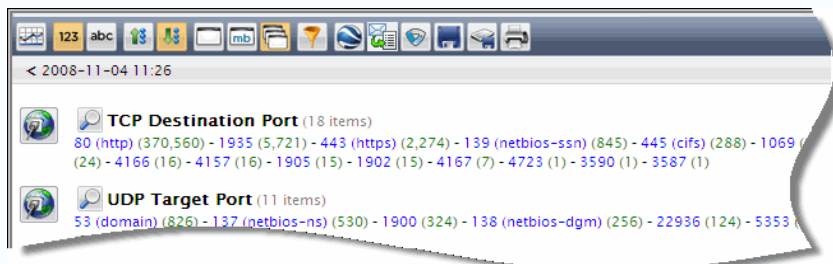 123 abc mb
< 2008-11-04 11:26
TCP Destination Port (18 items)
80 (http) (370,560) - 1935 (5,721) - 443 (https) (2,274) - 139 (netbios-ssn) (845) - 445 (cifs) (288) - 1069 (
(24) - 4166 (16) - 4157 (16) - 1905 (15) - 1902 (15) - 4167 (7) - 4723 (1) - 3590 (1) - 3587 (1)
UDP Target Port (11 items)
53 (domain) (826) - 137 (netbios-ns) (530) - 1900 (324) - 138 (netbios-dgm) (256) - 22936 (124) - 5353 (